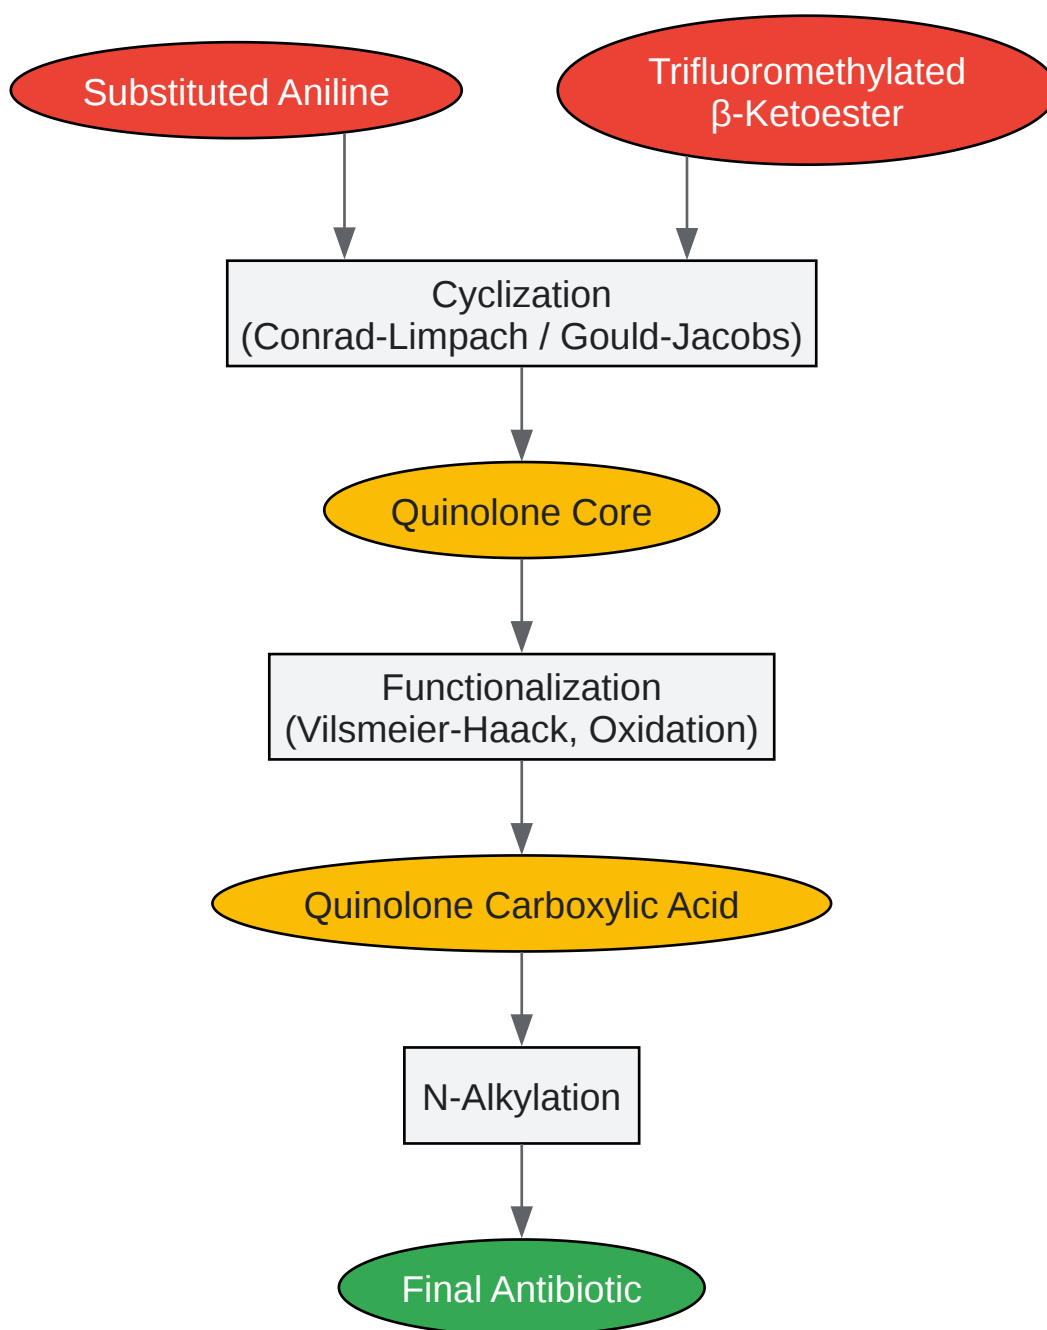 Substituted Aniline
Trifluoromethylated
β-Ketoester
Cyclization
(Conrad-Limpach / Gould-Jacobs)
Quinolone Core
Functionalization
(Vilsmeier-Haack, Oxidation)
Quinolone Carboxylic Acid
N-Alkylation
Final Antibiotic